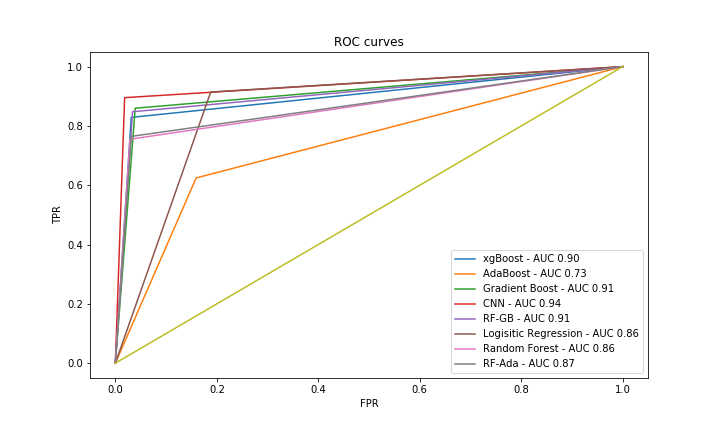 ROC curves
1.0
0.8
0.6
0.4
0.2
0.0
TPR
0.0 0.2 0.4 0.6 0.8 1.0
FPR
xgBoost - AUC 0.90
AdaBoost - AUC 0.73
Gradient Boost - AUC 0.91
CNN - AUC 0.94
RF-GB - AUC 0.91
Logisitic Regression - AUC 0.86
Random Forest - AUC 0.86
RF-Ada - AUC 0.87